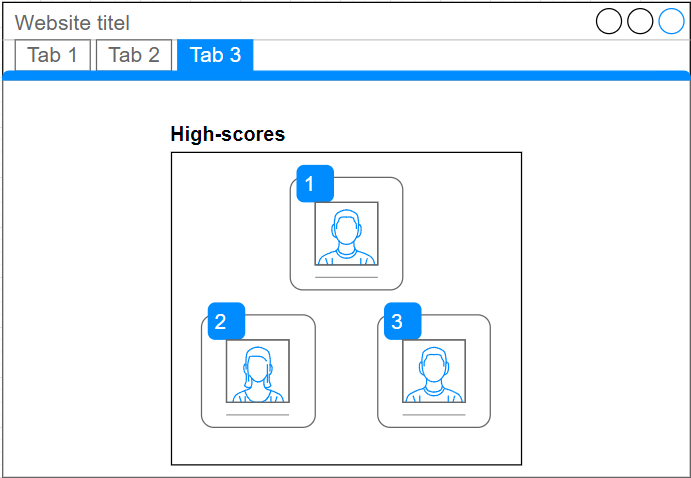 Website titel
Tab 1 Tab 2 Tab 3
High-scores
1
2 3